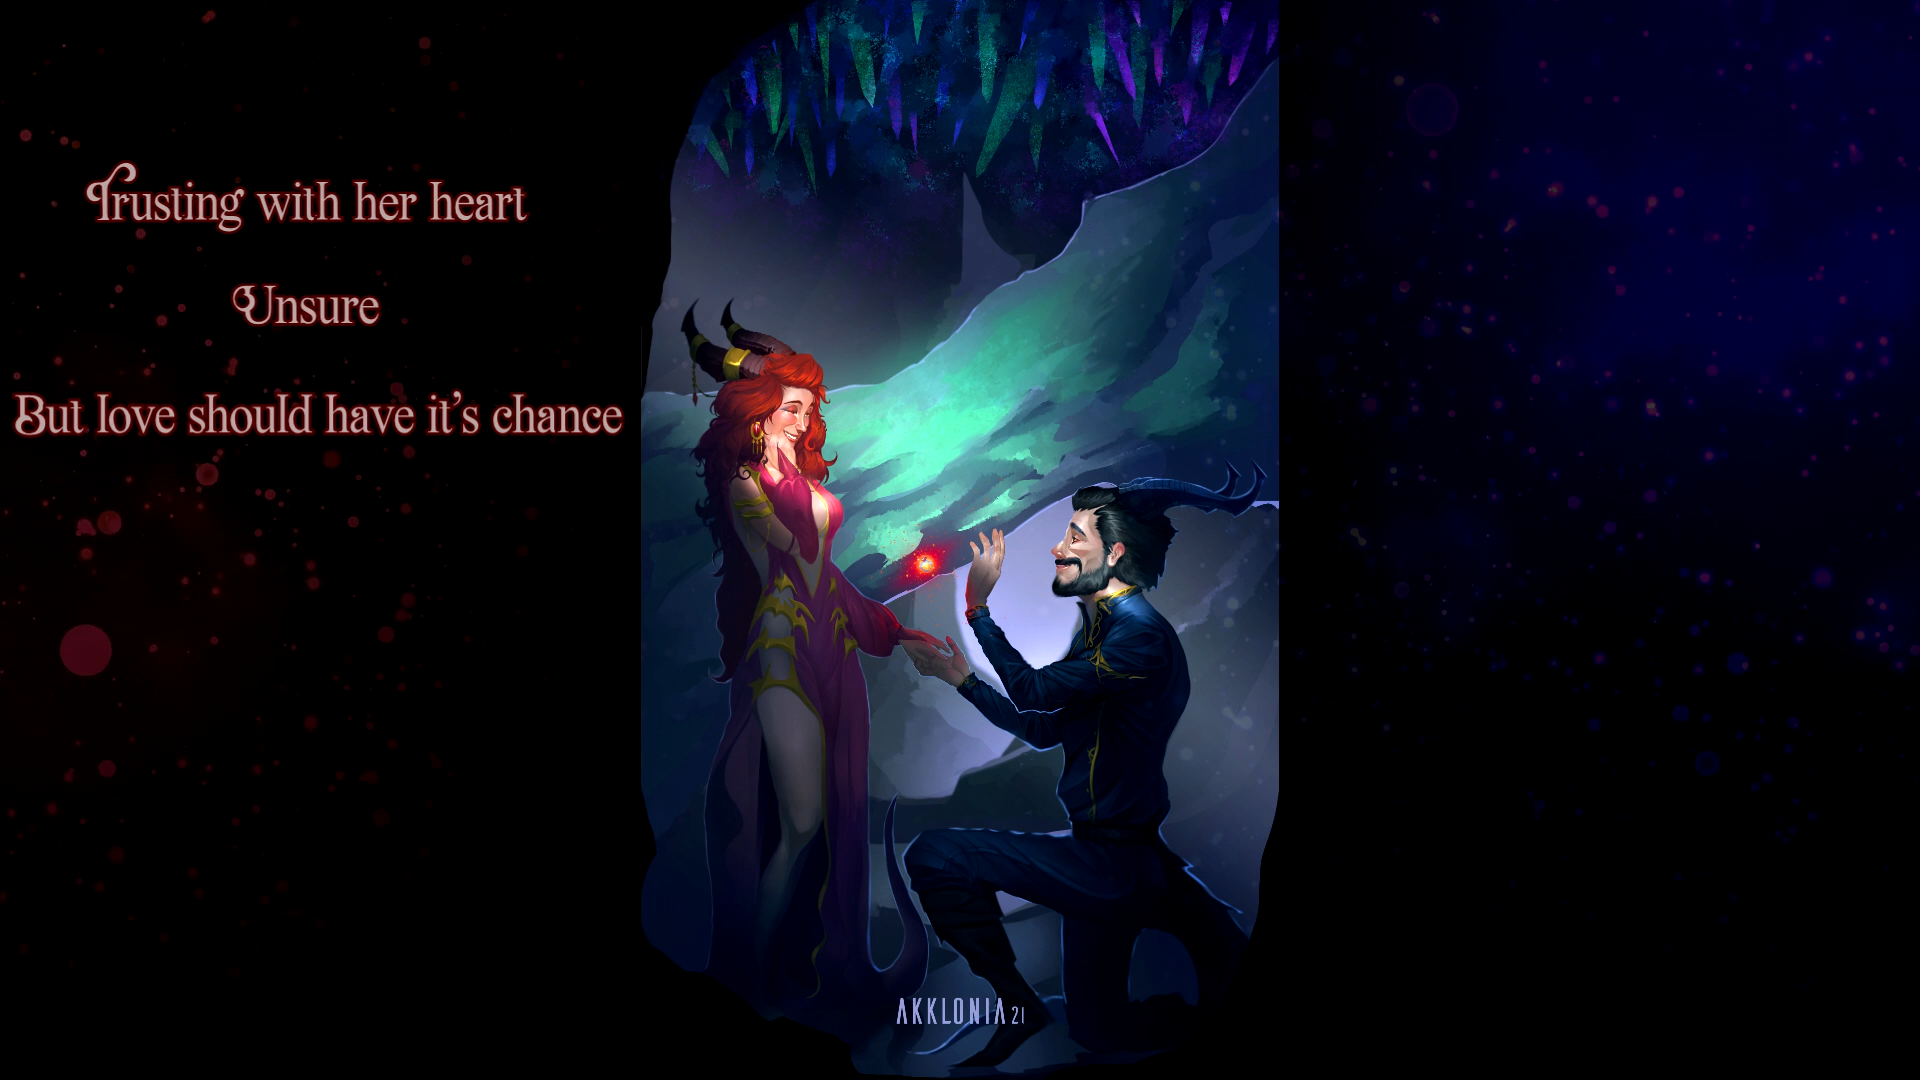 Trusting with her heart
Unsure
But love should have it's chance
AKKLONIA 21